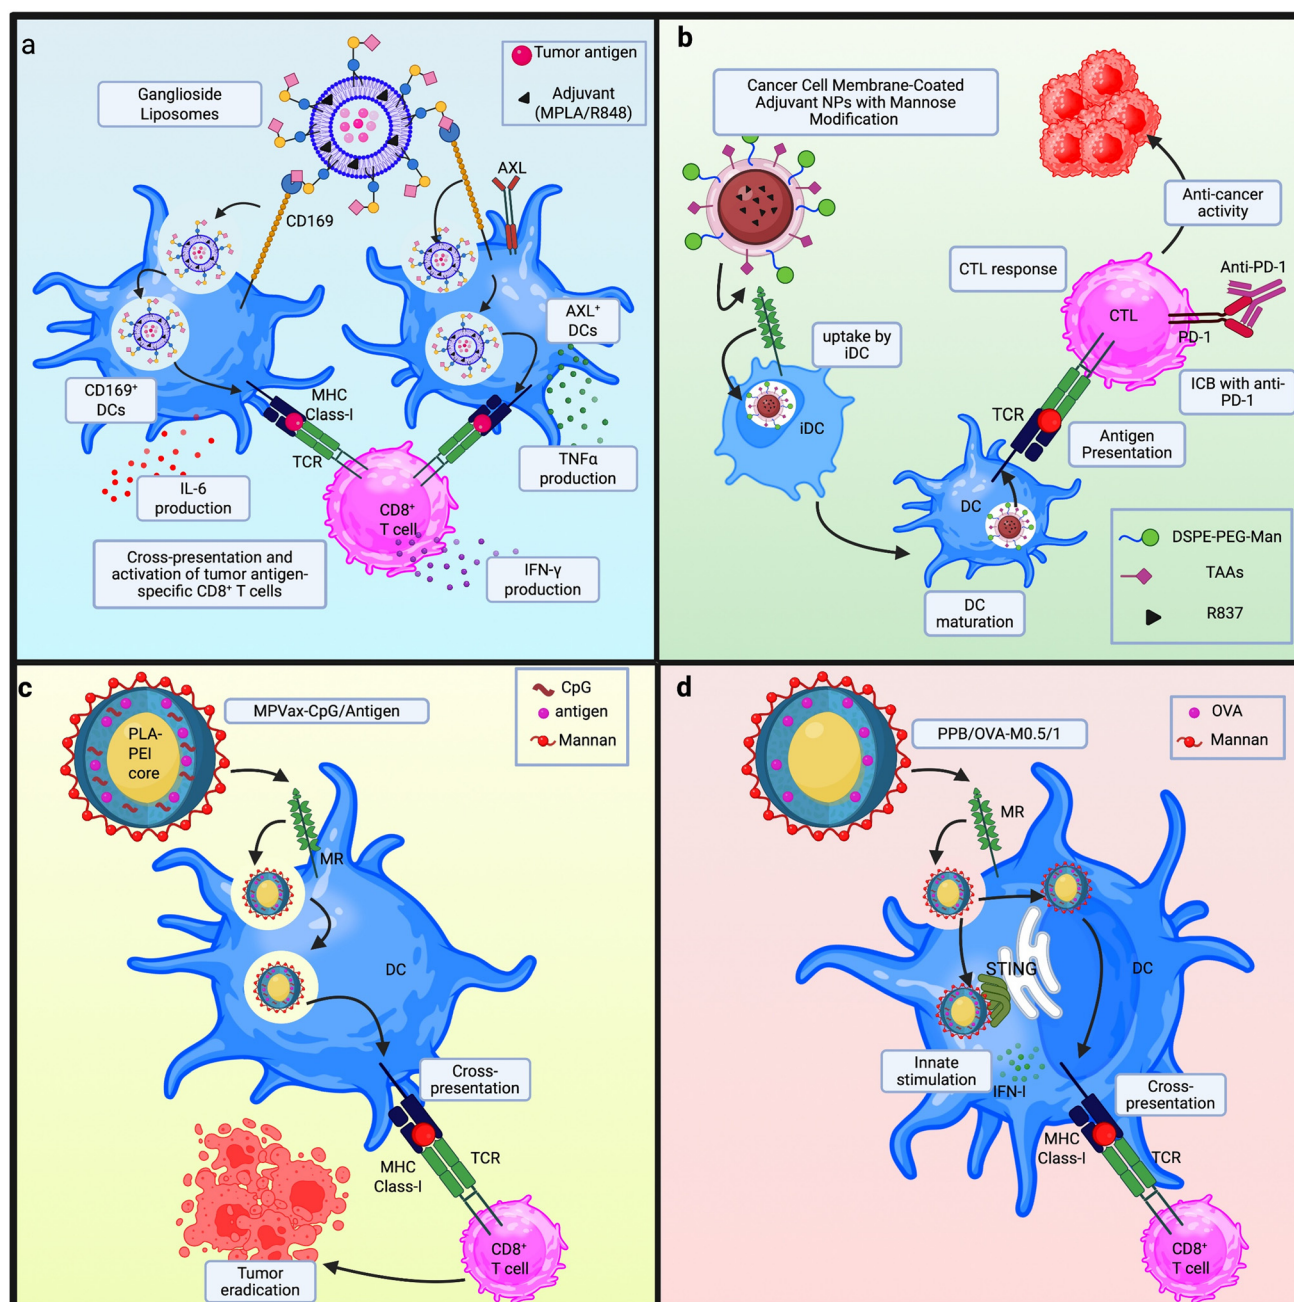 a
Ganglioside
Liposomes
Tumor antigen
Adjuvant
(MPLA/R848)
AXL
CD169
AXL⁺
DCs
CD169⁺
DCs
MHC
Class-I
TCR
IL-6
production
TNFα
production
CD8⁺
T cell
Cross-presentation and
activation of tumor antigen-
specific CD8⁺ T cells
IFN-γ
production
b
Cancer Cell Membrane-Coated
Adjuvant NPs with Mannose
Modification
Anti-cancer
activity
CTL response
Anti-PD-1
CTL
PD-1
uptake by
iDC
iDC
ICB with anti-
PD-1
TCR
Antigen
Presentation
DC
DC
maturation
DSPE-PEG-Man
TAAs
R837
c
MPVax-CpG/Antigen
CpG
antigen
Mannan
PLA-
PEI
core
MR
DC
Cross-
presentation
MHC
Class-I
TCR
CD8⁺
T cell
Tumor
eradication
d
PPB/OVA-M0.5/1
OVA
Mannan
MR
STING
DC
Innate
stimulation
IFN-I
Cross-
presentation
MHC
Class-I
TCR
CD8⁺
T cell